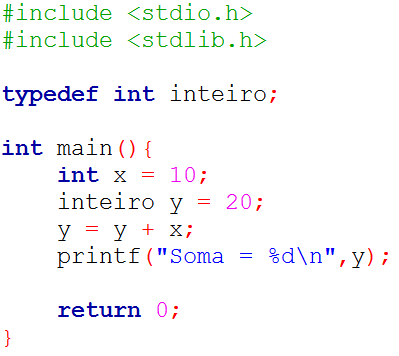 #include <stdio.h>
#include <stdlib.h>
typedef int inteiro;
int main(){
int x = 10;
inteiro y = 20;
y = y + x;
printf("Soma = %d\n",y);
return 0;
}